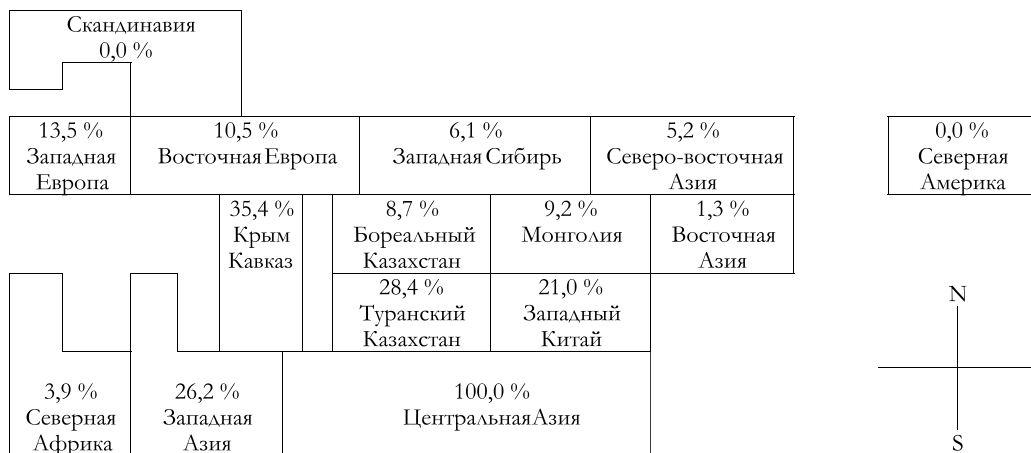 Скандинавия
0,0 %
13,5 %
Западная
Европа
10,5 %
Восточная Европа
6,1 %
Западная Сибирь
5,2 %
Северо-восточная
Азия
0,0 %
Северная
Америка
35,4 %
Крым
Кавказ
8,7 %
Бореальный
Казахстан
9,2 %
Монголия
1,3 %
Восточная
Азия
28,4 %
Туранский
Казахстан
21,0 %
Западный
Китай
3,9 %
Северная
Африка
26,2 %
Западная
Азия
100,0 %
Центральная Азия
N
S